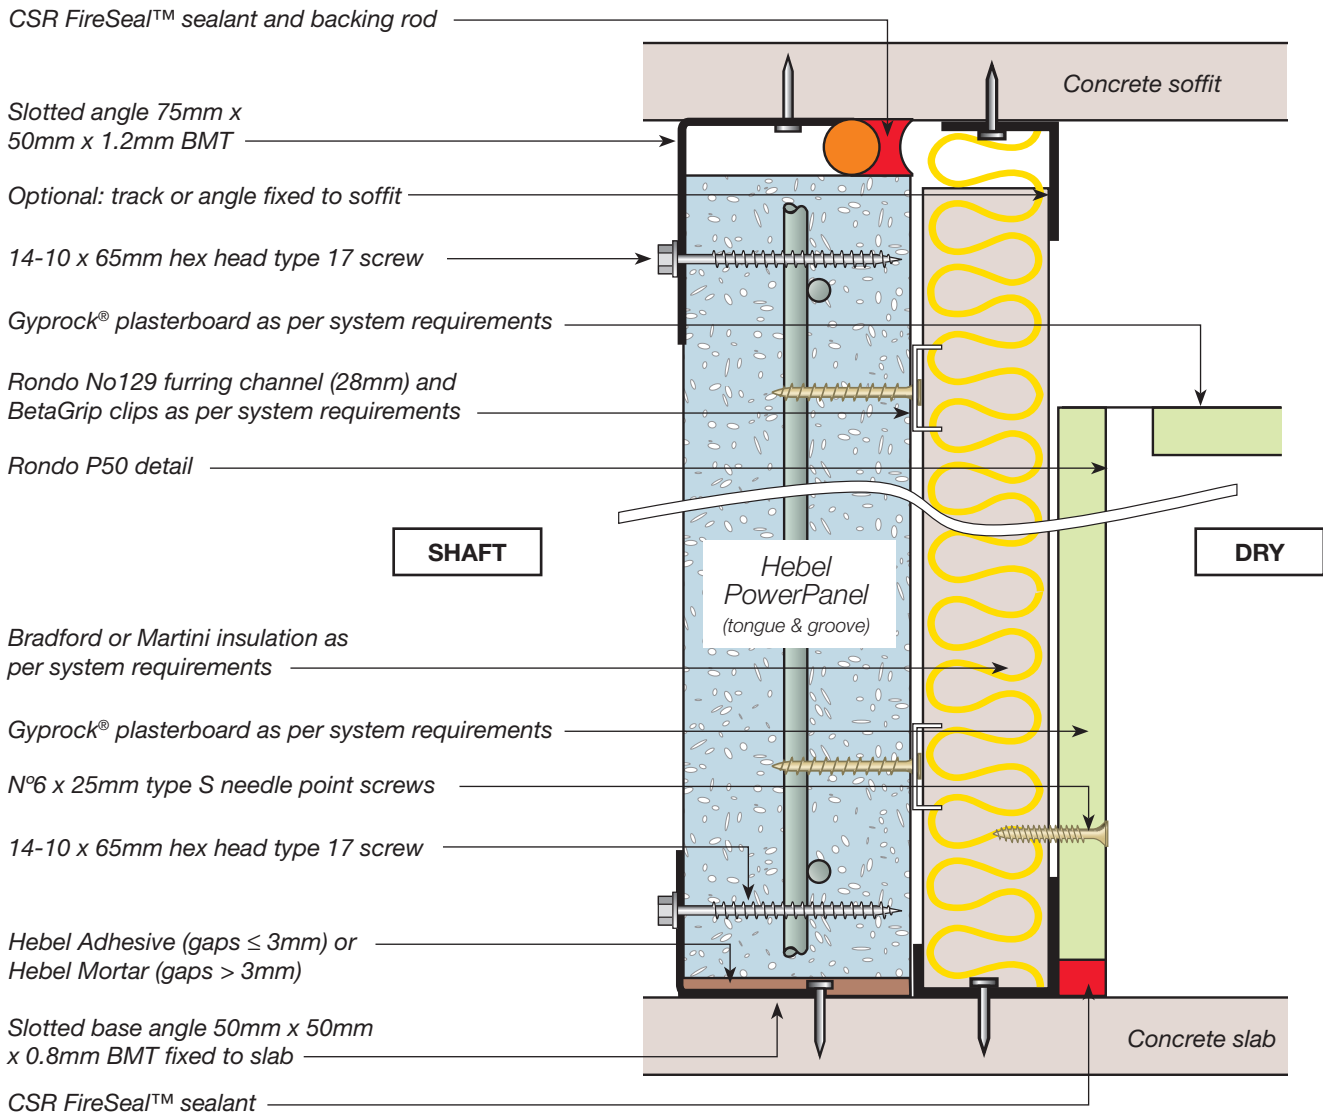 CSR FireSeal™ sealant and backing rod
Concrete soffit
Slotted angle 75mm x
50mm x 1.2mm BMT
Optional: track or angle fixed to soffit
14-10 x 65mm hex head type 17 screw
Gyprock® plasterboard as per system requirements
Rondo No129 furring channel (28mm) and
BetaGrip clips as per system requirements
Rondo P50 detail
SHAFT
Hebel
PowerPanel
(tongue & groove)
DRY
Bradford or Martini insulation as
per system requirements
Gyprock® plasterboard as per system requirements
Nº6 x 25mm type S needle point screws
14-10 x 65mm hex head type 17 screw
Hebel Adhesive (gaps ≤ 3mm) or
Hebel Mortar (gaps > 3mm)
Slotted base angle 50mm x 50mm
x 0.8mm BMT fixed to slab
Concrete slab
CSR FireSeal™ sealant